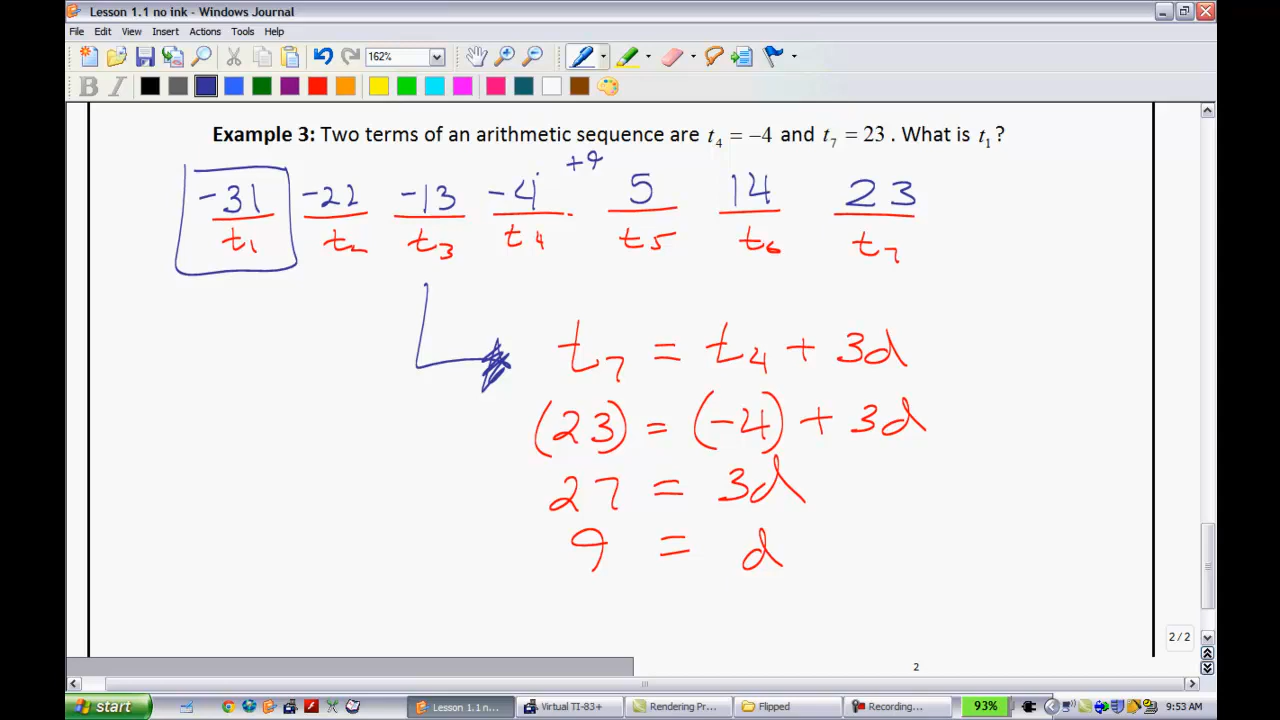 Lesson 1.1 no ink - Windows Journal
File Edit View Insert Actions Tools Help
162%
B I
Example 3: Two terms of an arithmetic sequence are t₄ = −4 and t₇ = 23. What is t₁?
+9
-31 -22 -13 -4 5 14 23
t₁ t₂ t₃ t₄ t₅ t₆ t₇
t₇ = t₄ + 3d
(23) = (-4) + 3d
27 = 3d
9 = d
2 / 2
2
start Lesson 1.1 n... Virtual TI-83+ Rendering Pr... Flipped Recording... 93% 9:53 AM